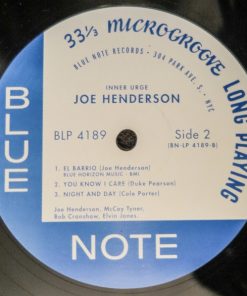 33⅓ MICROGROOVE LONG PLAYING
BLUE NOTE RECORDS · 304 PARK AVE. S., NYC
INNER URGE
JOE HENDERSON
BLP 4189
Side 2
(BN-LP 4189-B)
BLUE
1. EL BARRIO (Joe Henderson)
BLUE HORIZON MUSIC - BMI
2. YOU KNOW I CARE (Duke Pearson)
3. NIGHT AND DAY (Cole Porter)
Joe Henderson, McCoy Tyner,
Bob Cranshaw, Elvin Jones.
NOTE